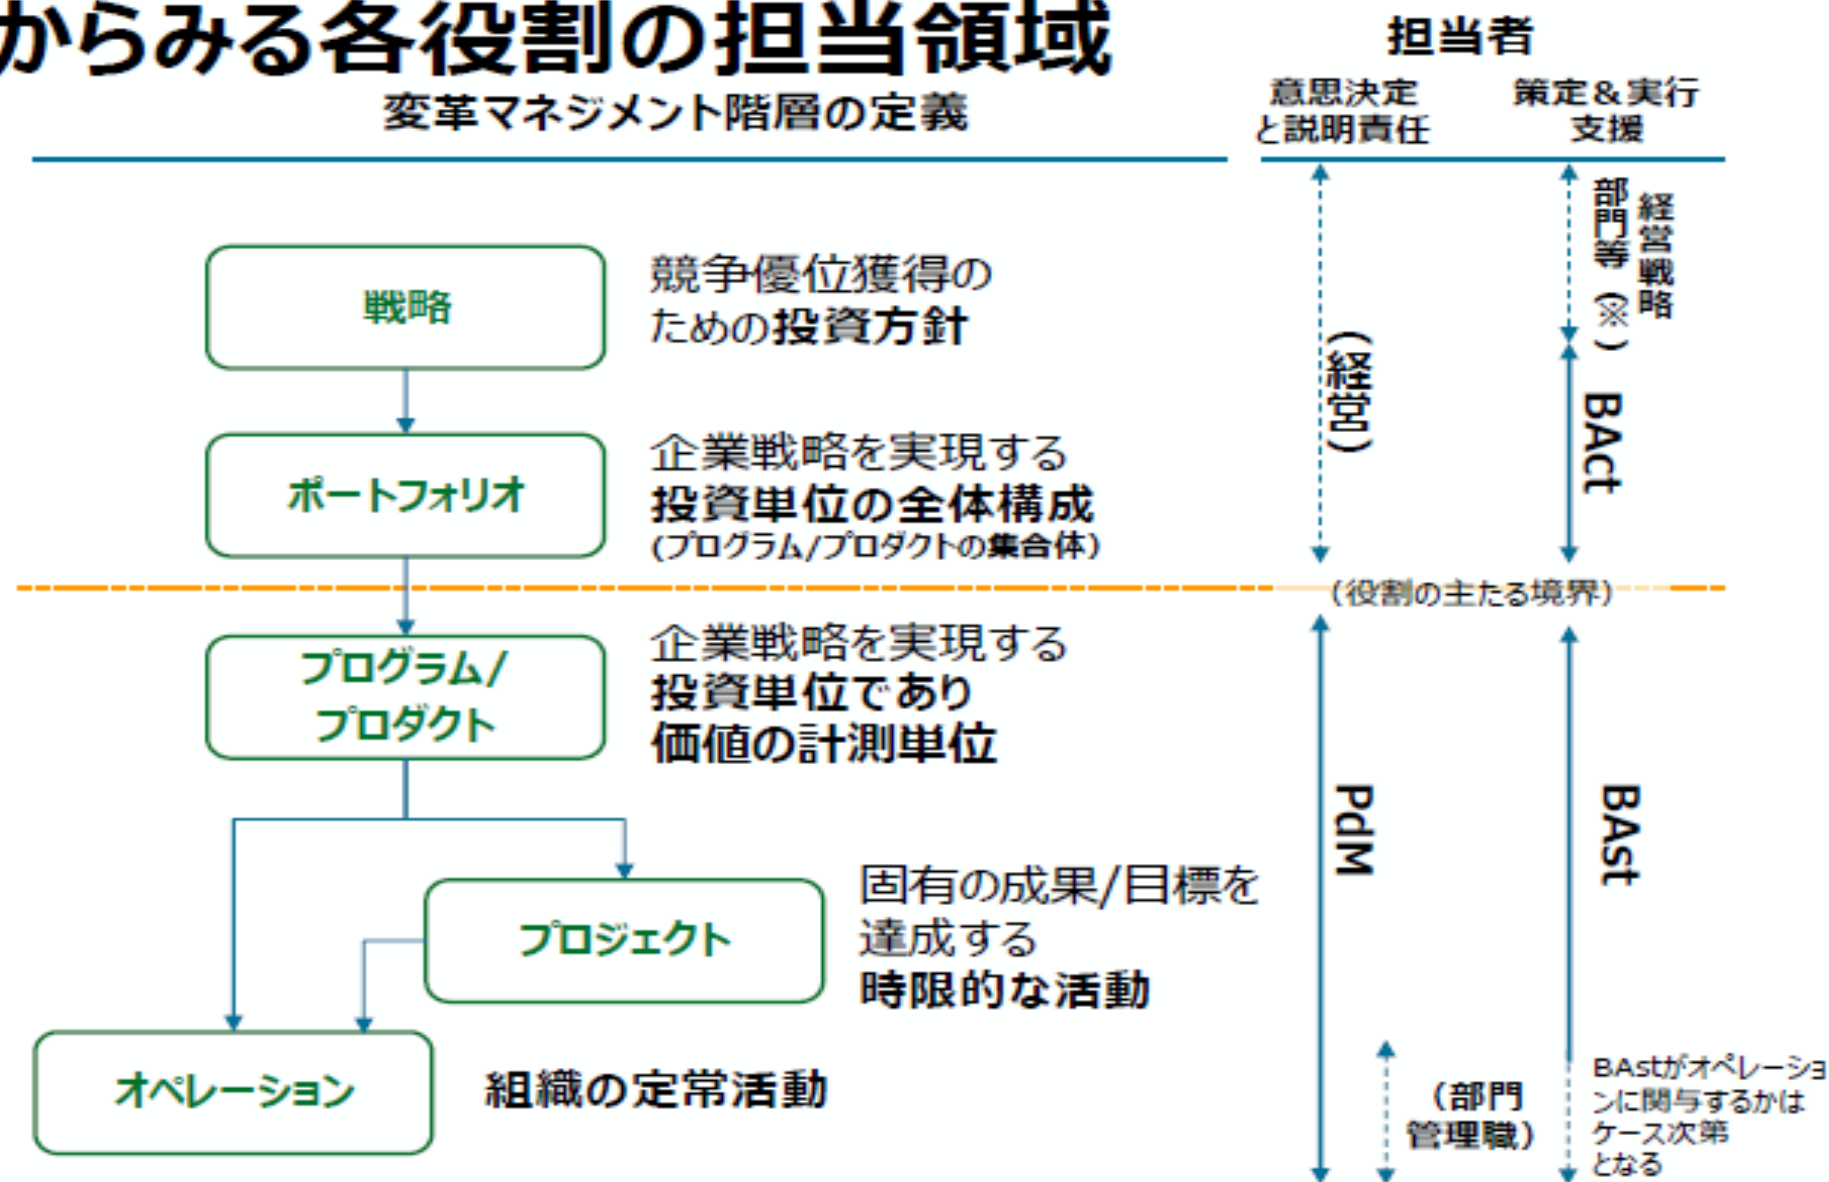 からみる各役割の担当領域
変革マネジメント階層の定義
担当者
意思決定
と説明責任
策定＆実行
支援
戦略
競争優位獲得の
ための投資方針
ポートフォリオ
企業戦略を実現する
投資単位の全体構成
(プログラム/プロダクトの集合体)
(経営)
経営戦略
部門等(※)
BAct
(役割の主たる境界)
プログラム/
プロダクト
企業戦略を実現する
投資単位であり
価値の計測単位
プロジェクト
固有の成果/目標を
達成する
時限的な活動
オペレーション
組織の定常活動
PdM
BAst
(部門
管理職)
BAstがオペレーショ
ンに関与するかは
ケース次第
となる